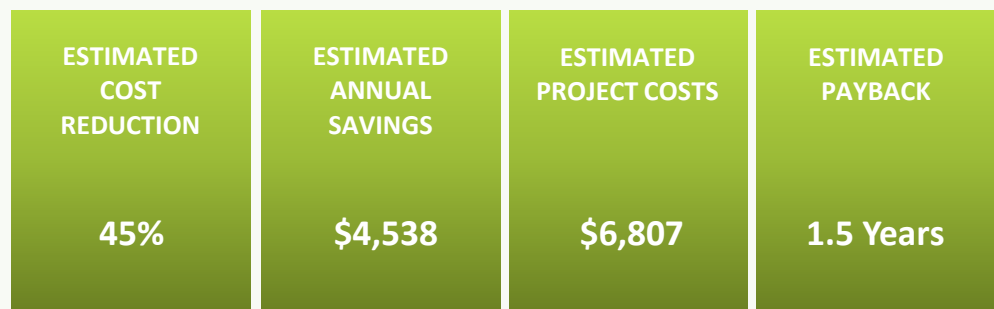 ESTIMATED
COST
REDUCTION
45%
ESTIMATED
ANNUAL
SAVINGS
$4,538
ESTIMATED
PROJECT COSTS
$6,807
ESTIMATED
PAYBACK
1.5 Years